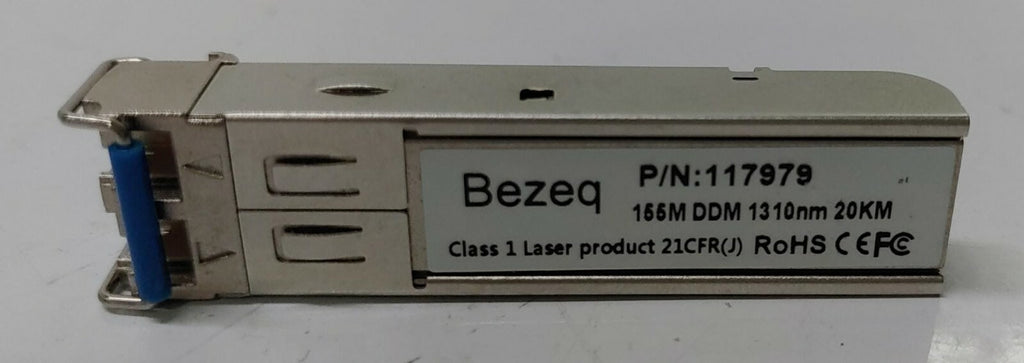 Bezeq
P/N:117979
155M DDM 1310nm 20KM
Class 1 Laser product 21CFR(J) RoHS CE FC